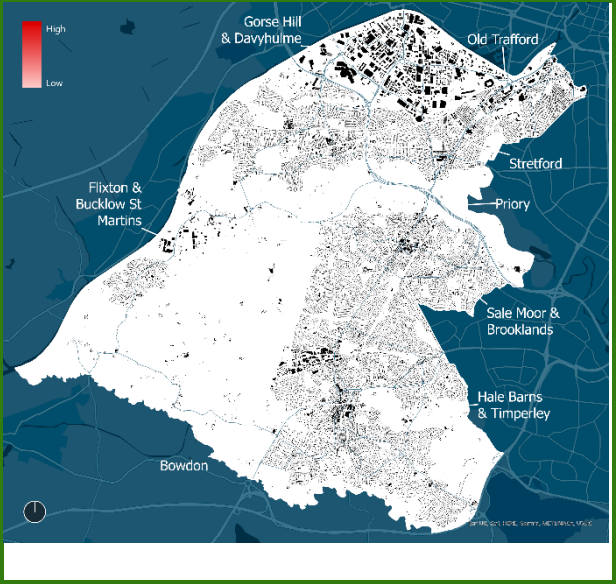 High
Low
Gorse Hill
& Davyhulme
Old Trafford
Stretford
Flixton &
Bucklow St
Martins
Priory
Sale Moor &
Brooklands
Hale Barns
& Timperley
Bowdon